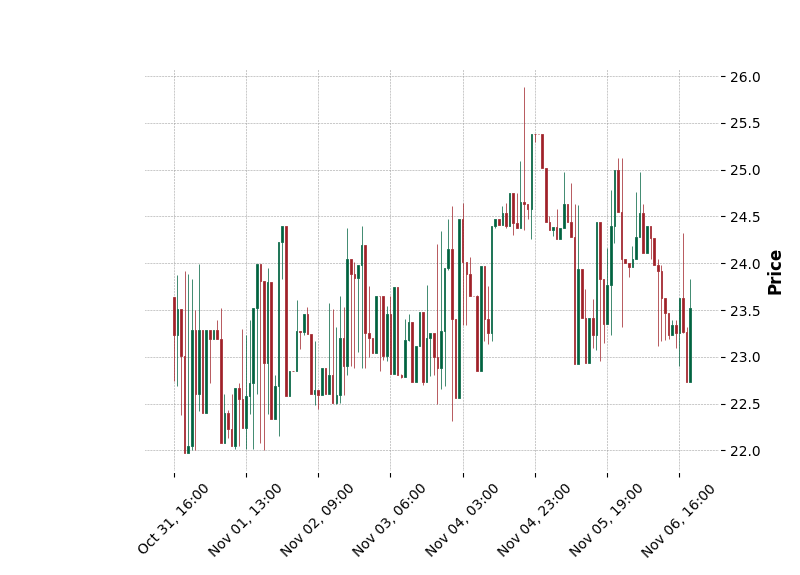 26.0
25.5
25.0
24.5
24.0
23.5
23.0
22.5
22.0
Price
Oct 31, 16:00
Nov 01, 13:00
Nov 02, 09:00
Nov 03, 06:00
Nov 04, 03:00
Nov 04, 23:00
Nov 05, 19:00
Nov 06, 16:00